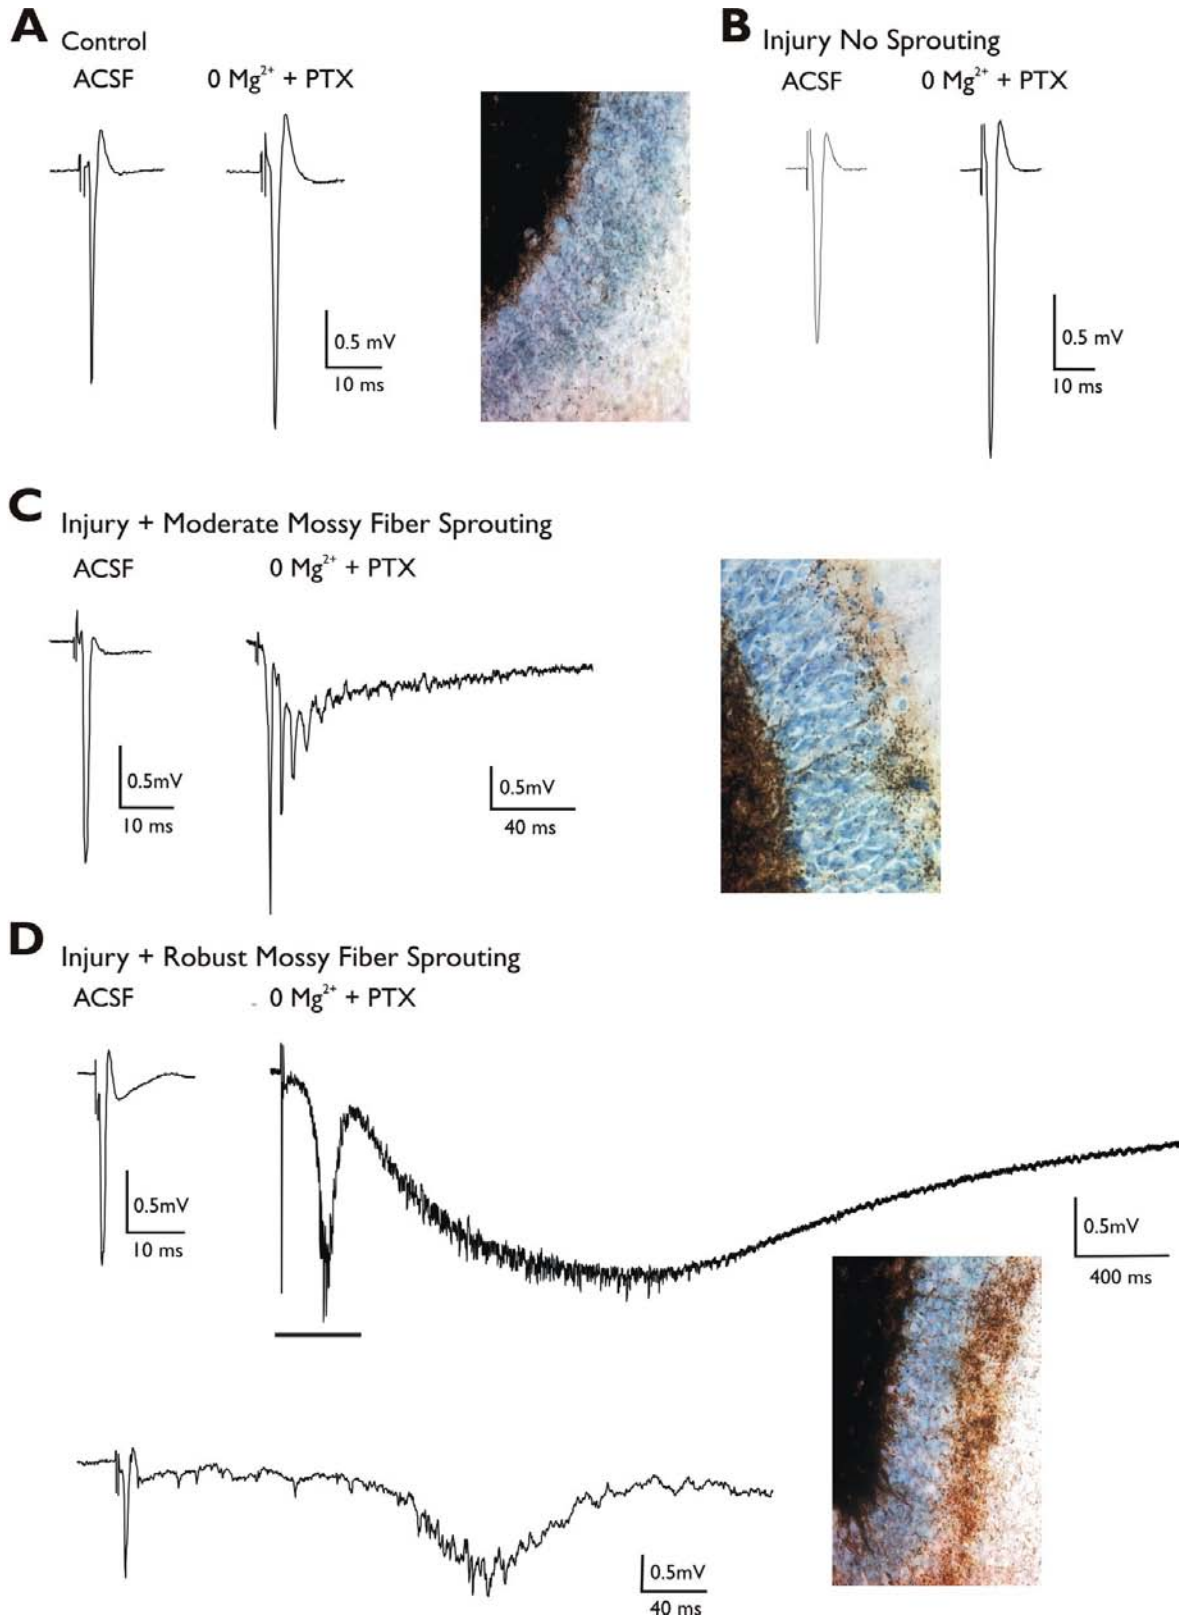 A Control
ACSF 0 Mg²⁺ + PTX
0.5 mV
10 ms
B Injury No Sprouting
ACSF 0 Mg²⁺ + PTX
0.5 mV
10 ms
C Injury + Moderate Mossy Fiber Sprouting
ACSF 0 Mg²⁺ + PTX
0.5mV
10 ms
0.5mV
40 ms
D Injury + Robust Mossy Fiber Sprouting
ACSF 0 Mg²⁺ + PTX
0.5mV
10 ms
0.5mV
400 ms
0.5mV
40 ms